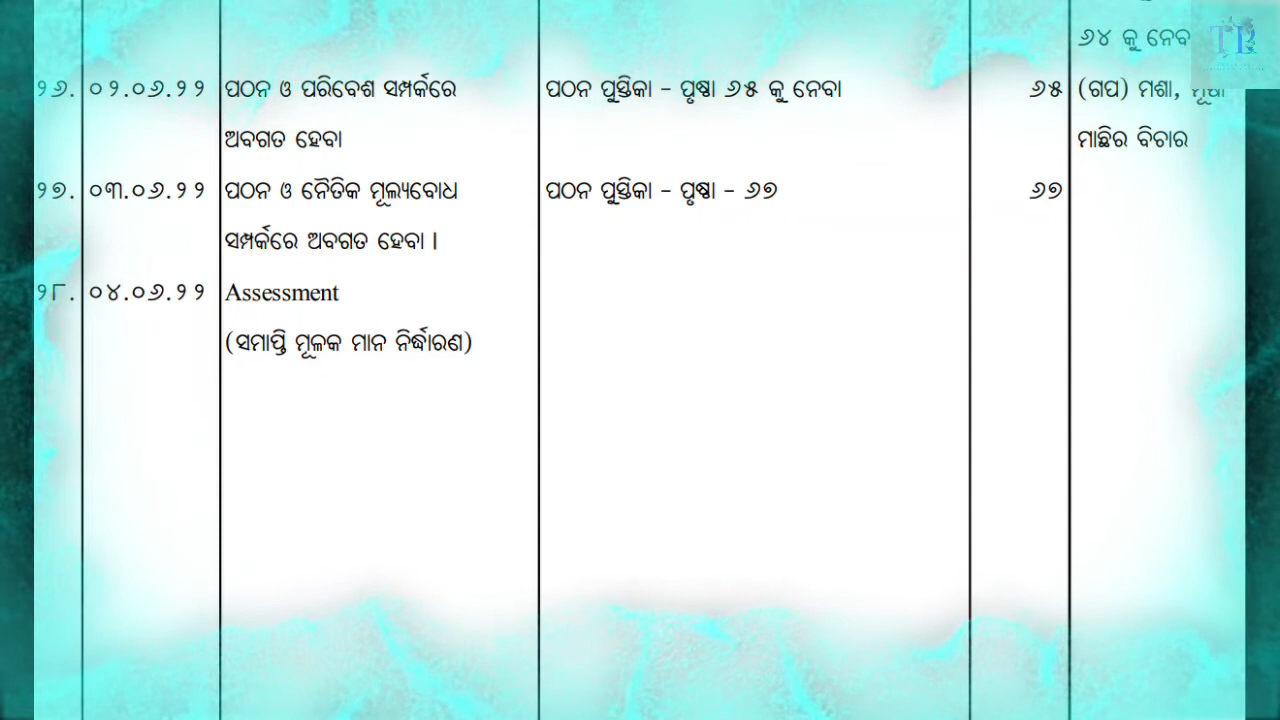 ୬୪ କୁ ନେବ
୨୬. ୦୨.୦୬.୨୨ ପଠନ ଓ ପରିବେଶ ସମ୍ପର୍କରେ ପଠନ ପୁସ୍ତିକା - ପୃଷ୍ଠା ୬୫ କୁ ନେବା ୬୫ (ଗପ) ମଶା,
ଅବଗତ ହେବା ମାଛିର ବିଚାର
୨୭. ୦୩.୦୬.୨୨ ପଠନ ଓ ନୈତିକ ମୂଲ୍ୟବୋଧ ପଠନ ପୁସ୍ତିକା - ପୃଷ୍ଠା - ୬୭ ୬୭
ସମ୍ପର୍କରେ ଅବଗତ ହେବା ।
୨୮. ୦୪.୦୬.୨୨ Assessment
(ସମାପ୍ତି ମୂଳକ ମାନ ନିର୍ଦ୍ଧାରଣ)